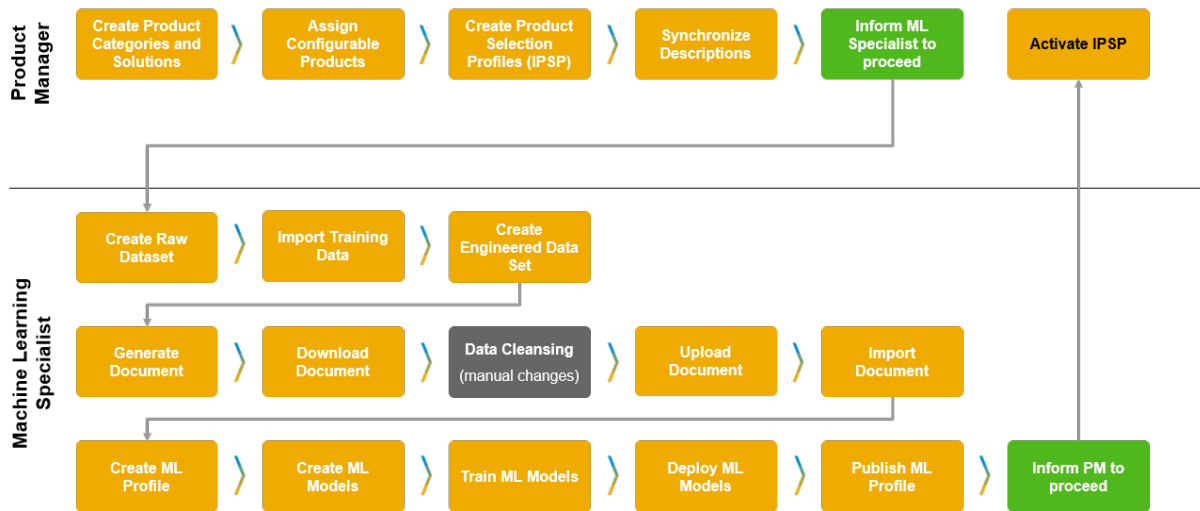 Product
Manager
Create Product
Categories and
Solutions
Assign
Configurable
Products
Create Product
Selection
Profiles (IPSP)
Synchronize
Descriptions
Inform ML
Specialist to
proceed
Activate IPSP
Machine Learning
Specialist
Create Raw
Dataset
Import Training
Data
Create
Engineered Data
Set
Generate
Document
Download
Document
Data Cleansing
(manual changes)
Upload
Document
Import
Document
Create ML
Profile
Create ML
Models
Train ML Models
Deploy ML
Models
Publish ML
Profile
Inform PM to
proceed